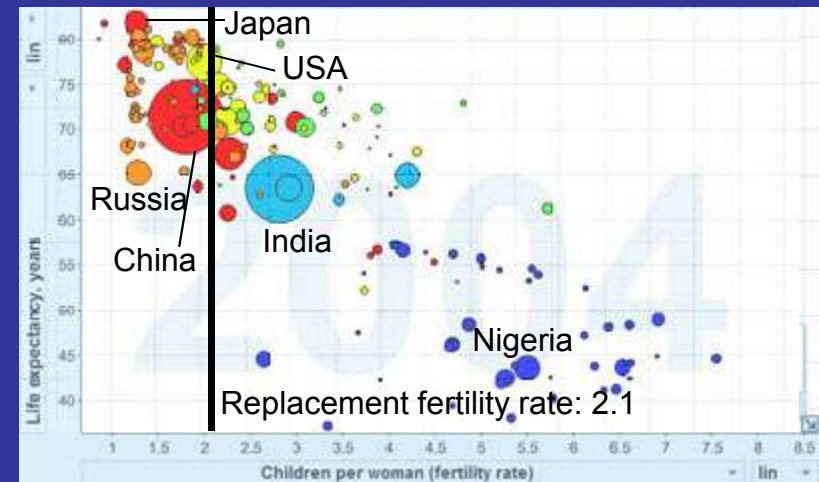 Japan
lin
80
USA
75
70
65
Russia
60
India
China
55
2004
50
Nigeria
45
Replacement fertility rate: 2.1
40
Life expectancy, years
1 1.5 2 2.5 3 3.5 4 4.5 5 5.5 6 6.5 7 7.5 8 8.5
Children per woman (fertility rate)
lin